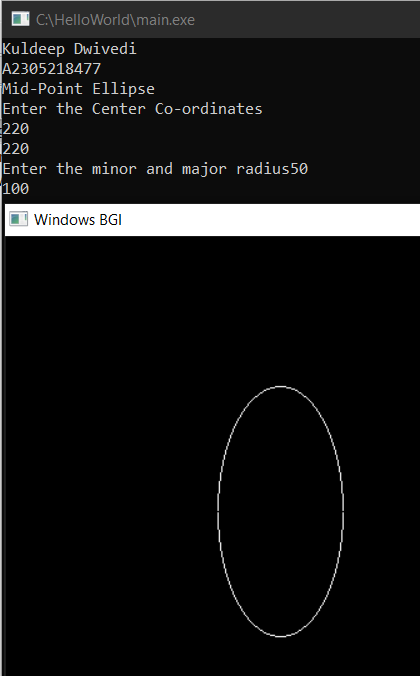 C:\HelloWorld\main.exe
Kuldeep Dwivedi
A2305218477
Mid-Point Ellipse
Enter the Center Co-ordinates
220
220
Enter the minor and major radius50
100
Windows BGI